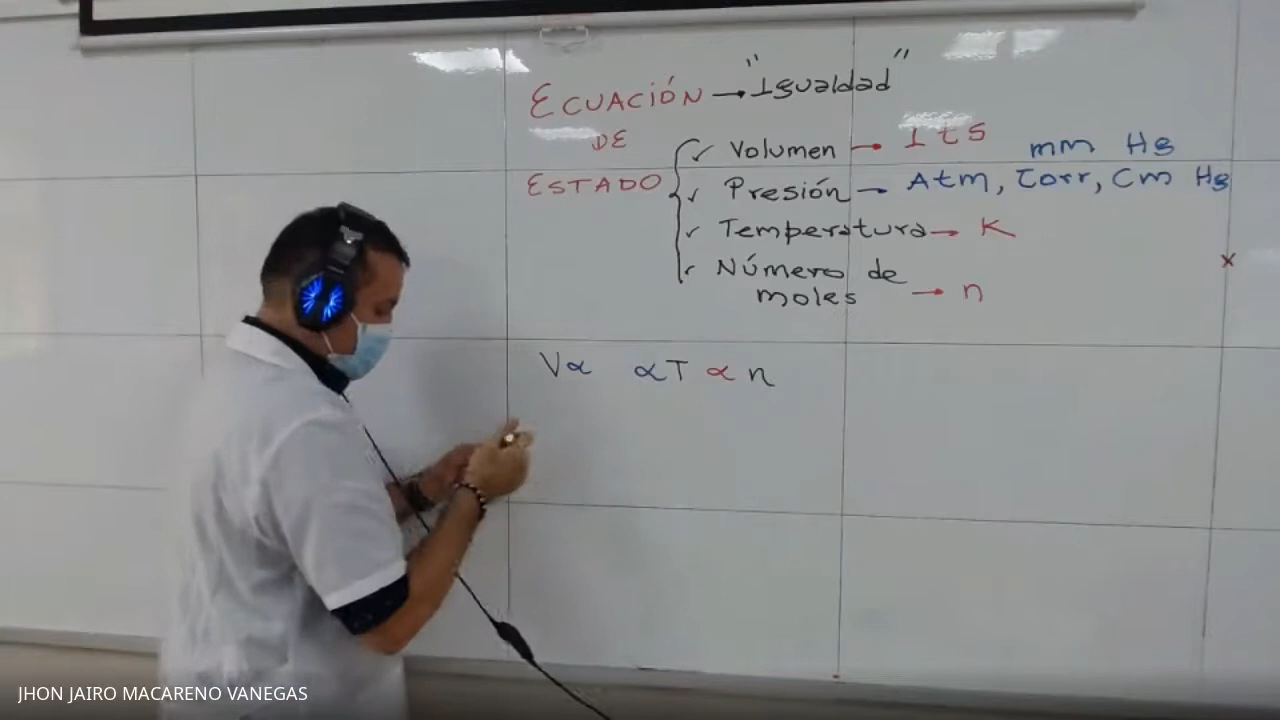 ECUACIÓN → "Igualdad"
DE
ESTADO
✓ Volumen → Lts
mm Hg
✓ Presión → Atm, Torr, Cm Hg
✓ Temperatura → K
✓ Número de
moles → n
x
V∝ ∝T ∝ n
JHON JAIRO MACARENO VANEGAS